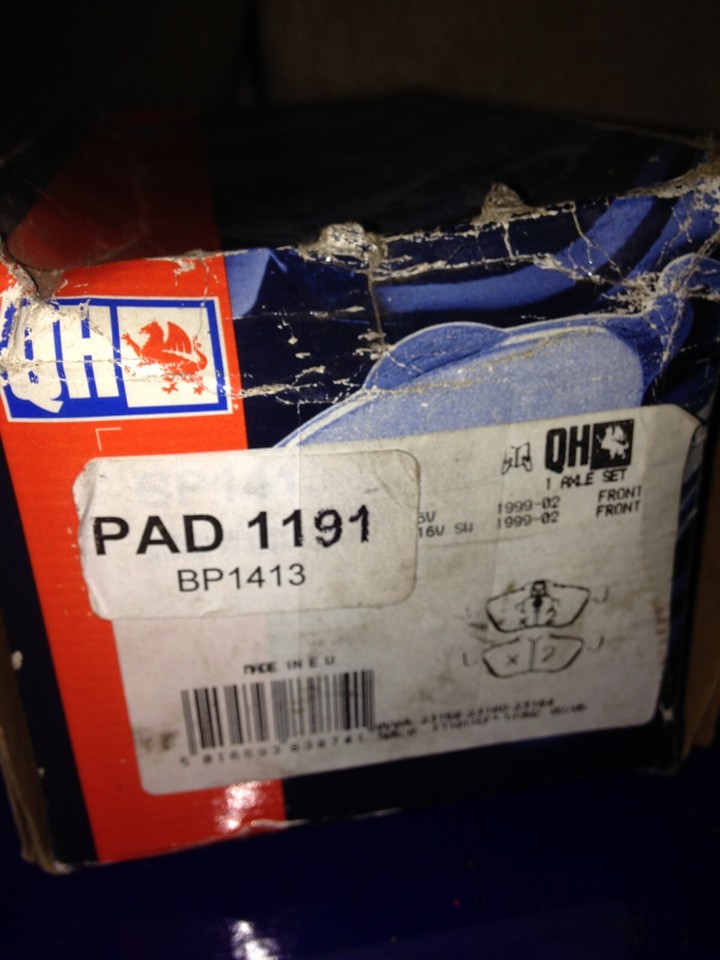 QH
QH
1 AXLE SET
PAD 1191
BP1413
1999-02 FRONT
16V SW 1999-02 FRONT
x 2
x 2
MADE IN E U